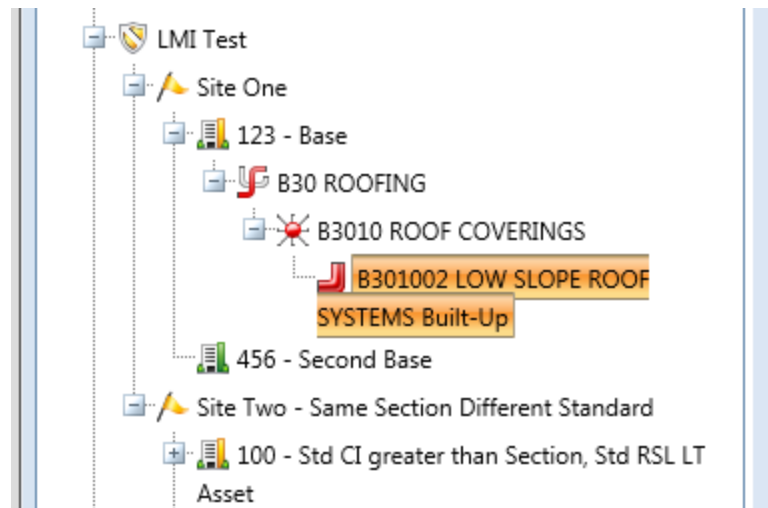 LMI Test
Site One
123 - Base
B30 ROOFING
B3010 ROOF COVERINGS
B301002 LOW SLOPE ROOF
SYSTEMS Built-Up
456 - Second Base
Site Two - Same Section Different Standard
100 - Std CI greater than Section, Std RSL LT
Asset